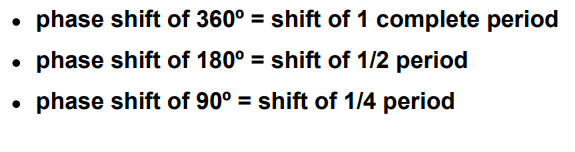 • phase shift of 360º = shift of 1 complete period
• phase shift of 180º = shift of 1/2 period
• phase shift of 90º = shift of 1/4 period